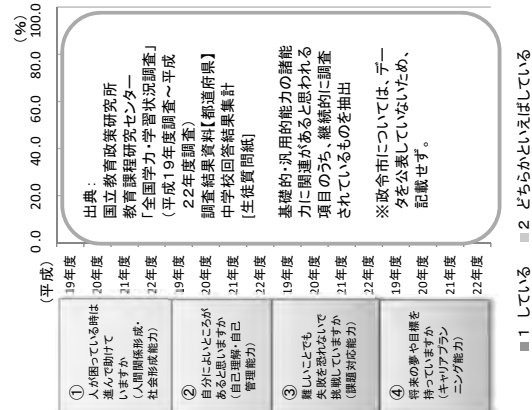 (%)
(平成) 0.0 20.0 40.0 60.0 80.0 100.0
①
人が困っている時は
進んで助けて
いますか
(人間関係形成・
社会形成能力)
19年度
20年度
21年度
22年度
②
自分によいところが
あると思いますか
(自己理解・自己
管理能力)
19年度
20年度
21年度
22年度
③
難しいことでも
失敗を恐れないで
挑戦していますか
(課題対応能力)
19年度
20年度
21年度
22年度
④
将来の夢や目標を
持っていますか
(キャリアプラン
ニング能力)
19年度
20年度
21年度
22年度
出典:
国立教育政策研究所
教育課程研究センター
「全国学力・学習状況調査」
(平成19年度調査~平成
22年度調査)
調査結果資料【都道府県】
中学校回答結果集計
[生徒質問紙]
基礎的・汎用的能力の諸能
力に関連があると思われる
項目のうち、継続的に調査
されているものを抽出
※政令市については、デー
タを公表していないため、
記載せず。
1 している 2 どちらかといえばしている